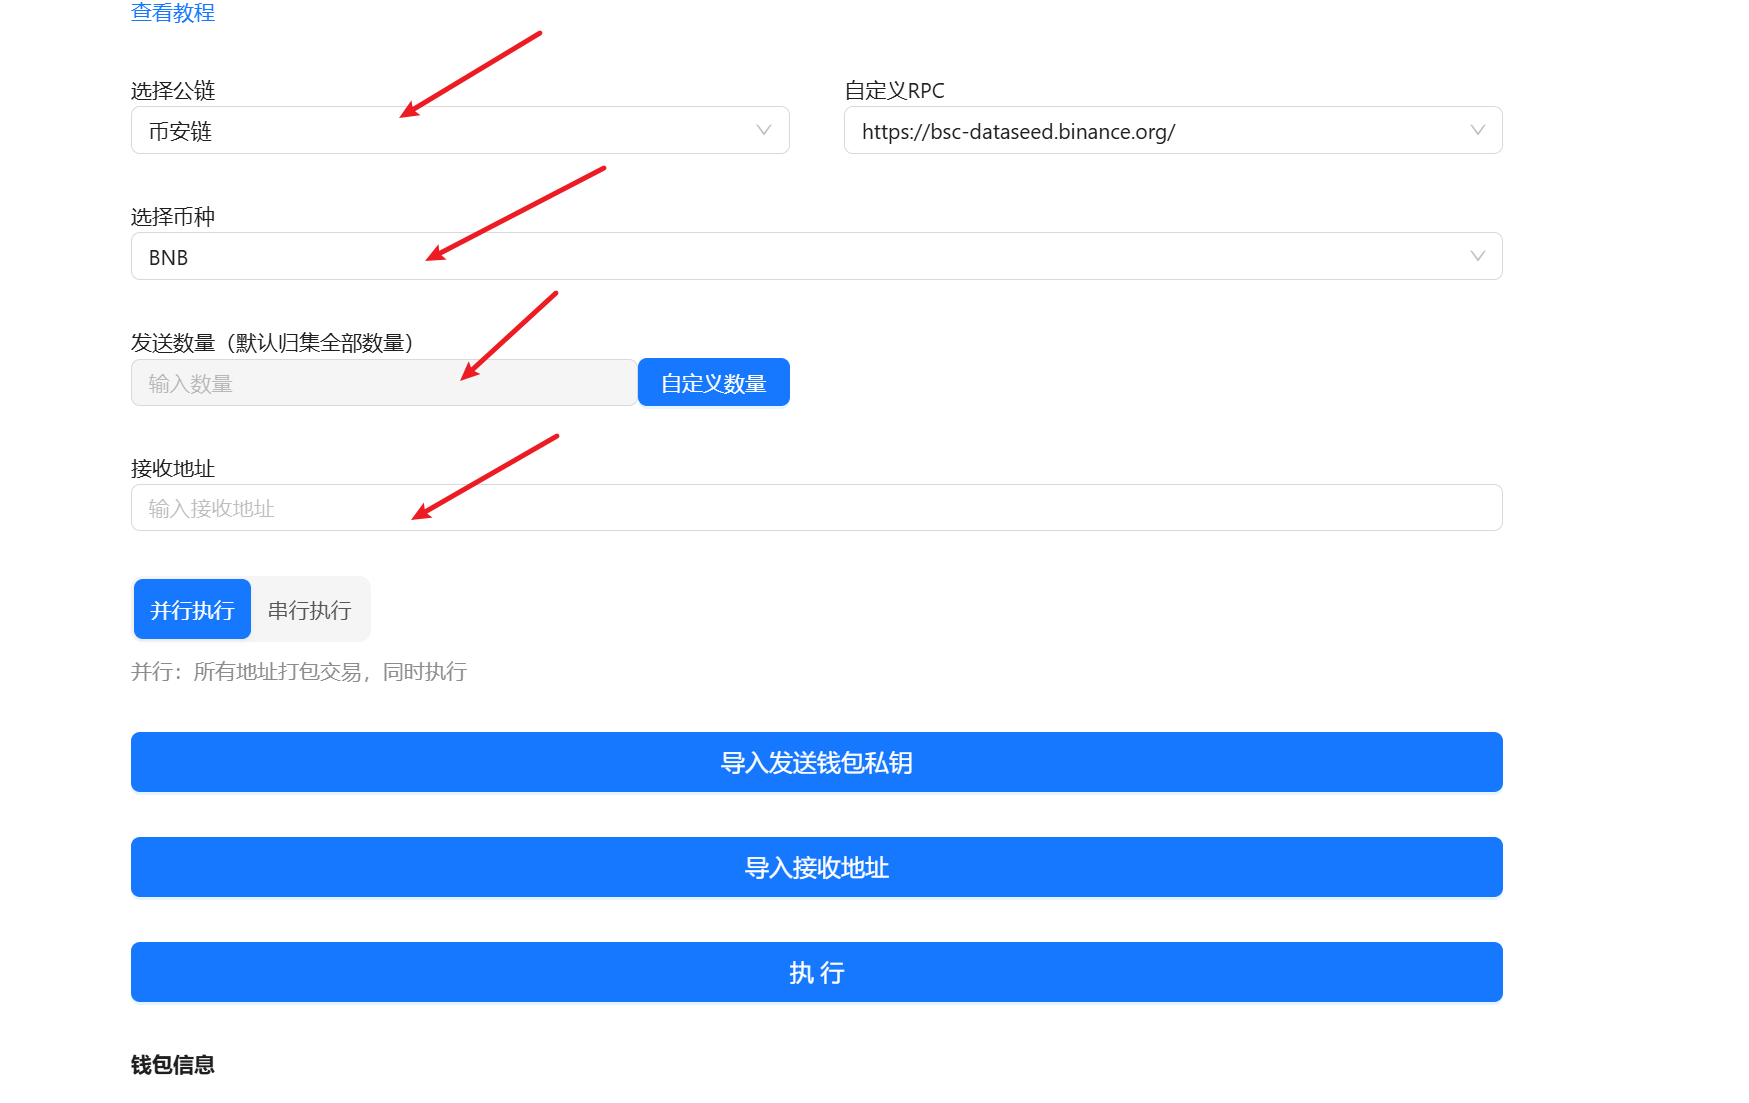 查看教程
选择公链
自定义RPC
币安链
https://bsc-dataseed.binance.org/
选择币种
BNB
发送数量（默认归集全部数量）
输入数量
自定义数量
接收地址
输入接收地址
并行执行
串行执行
并行：所有地址打包交易，同时执行
导入发送钱包私钥
导入接收地址
执 行
钱包信息